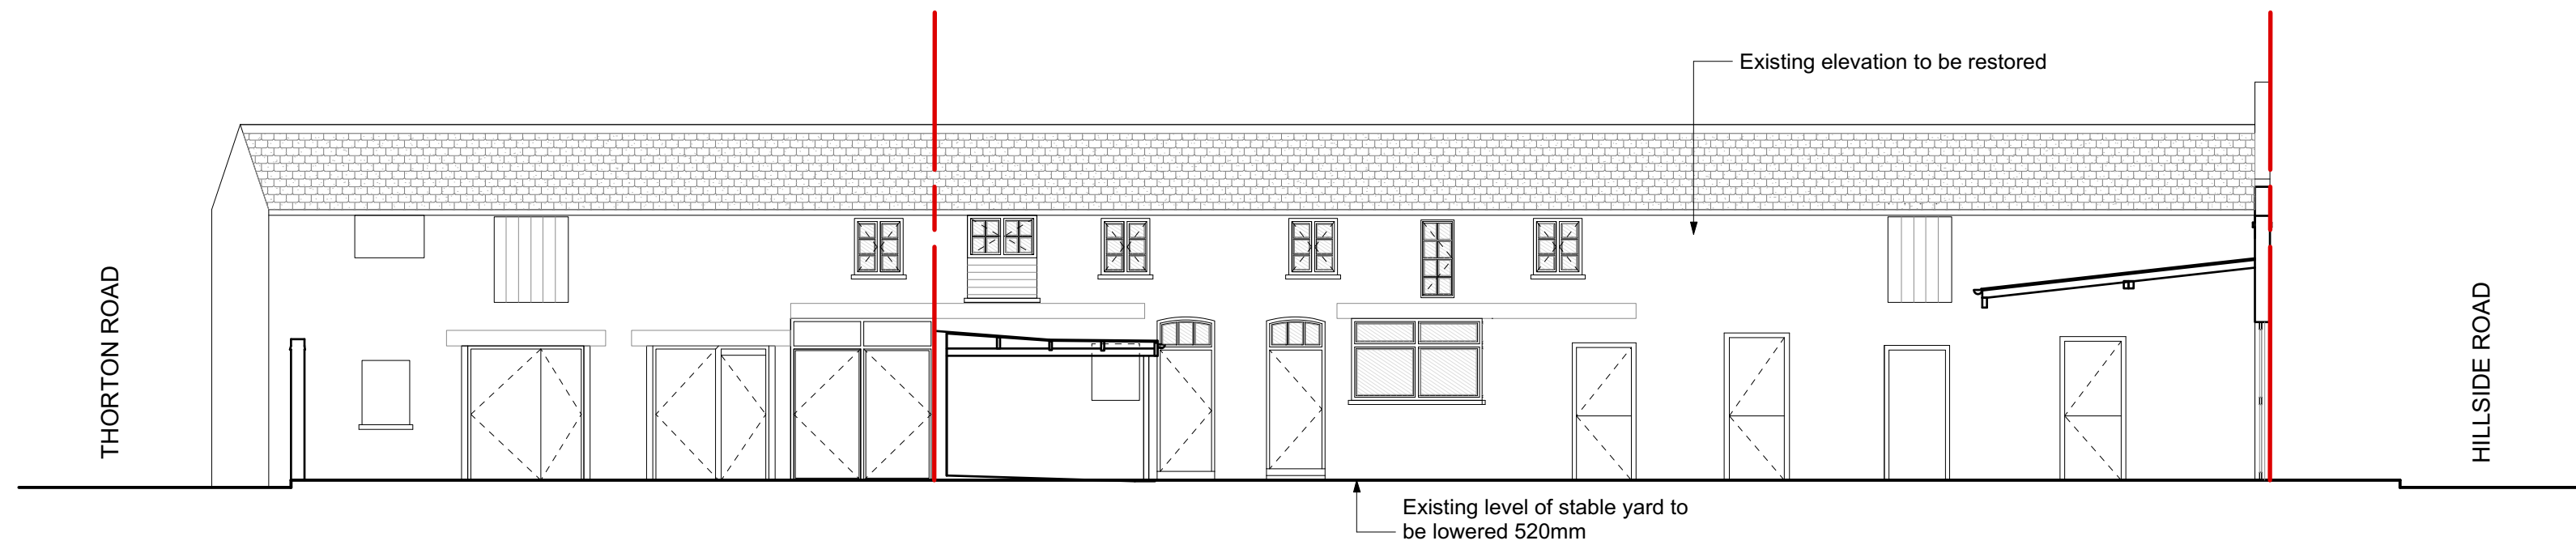 Existing elevation to be restored
THORTON ROAD
HILLSIDE ROAD
Existing level of stable yard to
be lowered 520mm